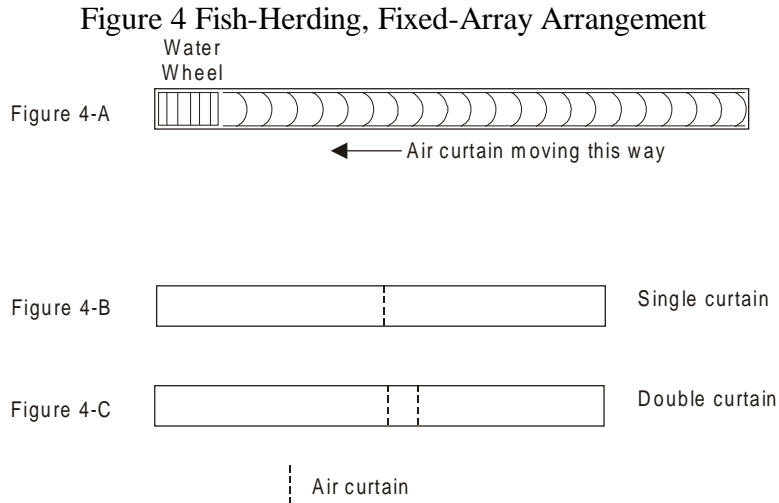 Figure 4 Fish-Herding, Fixed-Array Arrangement
Water
Wheel
Figure 4-A
Air curtain moving this way
Figure 4-B
Single curtain
Figure 4-C
Double curtain
Air curtain